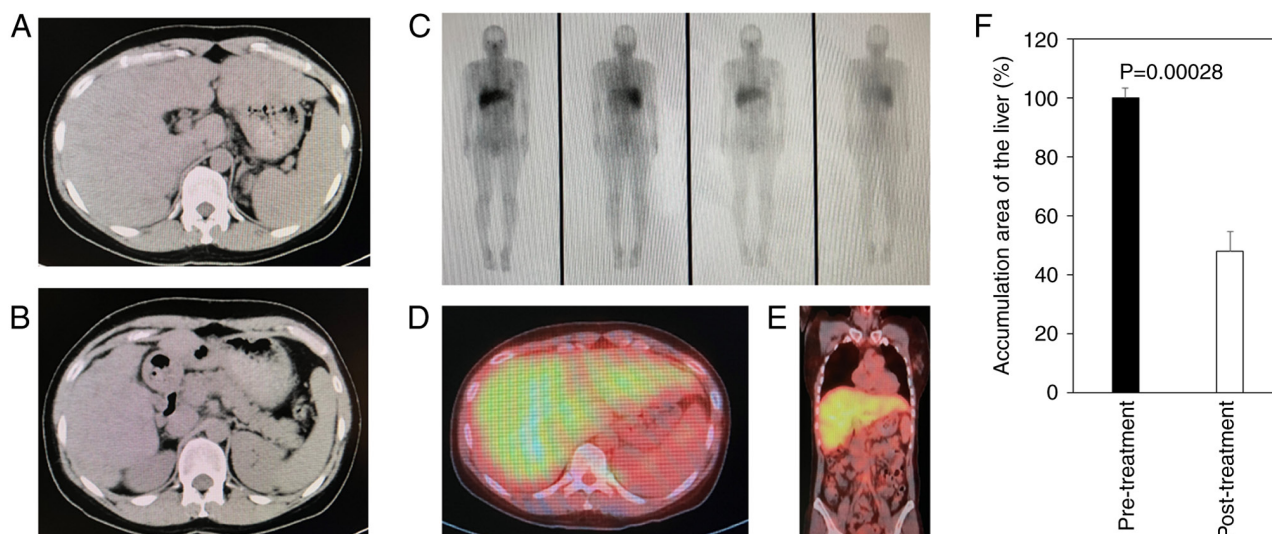 A
B
C
D
E
F
120
100
80
60
40
20
0
P=0.00028
Accumulation area of the liver (%)
Pre-treatment
Post-treatment